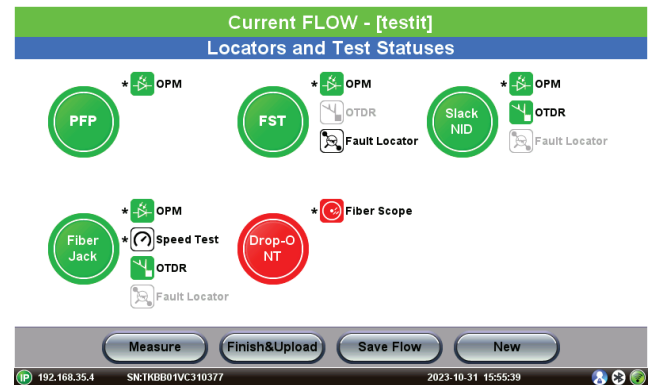 Current FLOW - [testit]
Locators and Test Statuses
PFP
* OPM
FST
* OPM
OTDR
Fault Locator
Slack
NID
* OPM
OTDR
Fault Locator
Fiber
Jack
* OPM
* Speed Test
OTDR
Fault Locator
Drop-O
NT
* Fiber Scope
Measure
Finish&Upload
Save Flow
New
IP 192.168.35.4 SN:TKBB01VC310377 2023-10-31 15:55:39